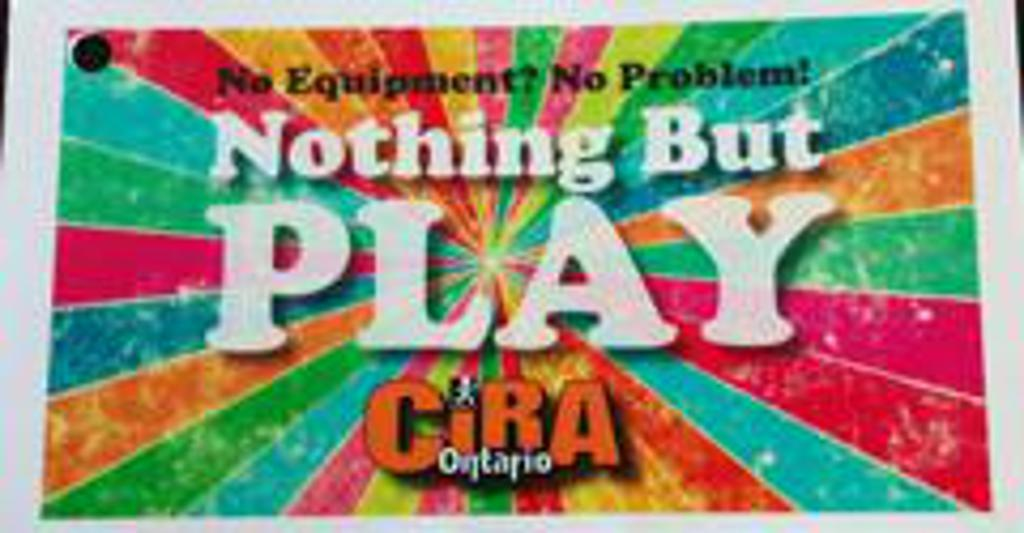 No Equipment? No Problem!
Nothing But
PLAY
CiRA
Ontario